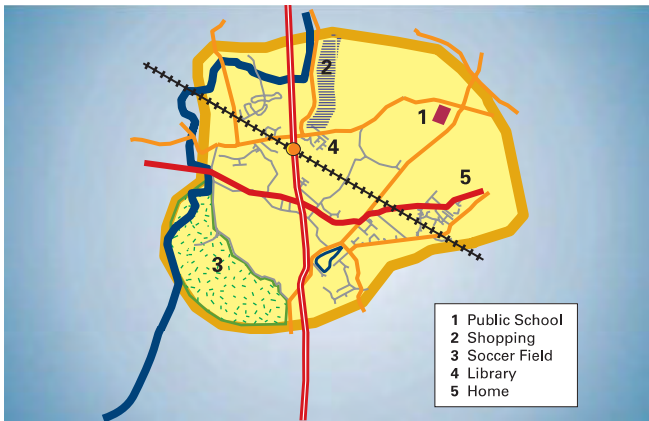 2
1
4
5
3
1 Public School
2 Shopping
3 Soccer Field
4 Library
5 Home